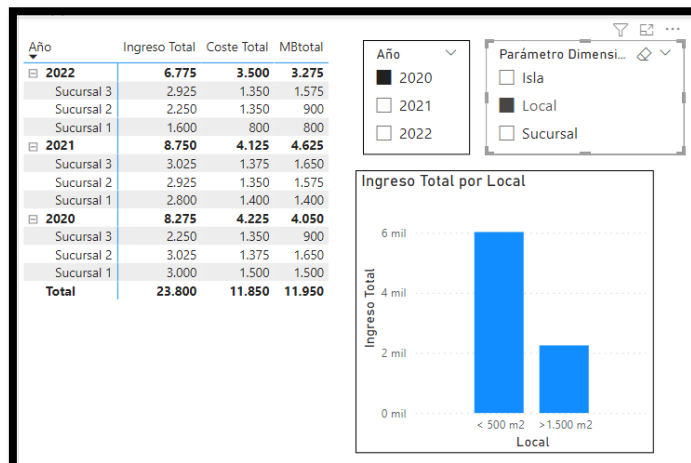 Año Ingreso Total Coste Total MBtotal
2022 6.775 3.500 3.275
Sucursal 3 2.925 1.350 1.575
Sucursal 2 2.250 1.350 900
Sucursal 1 1.600 800 800
2021 8.750 4.125 4.625
Sucursal 3 3.025 1.375 1.650
Sucursal 2 2.925 1.350 1.575
Sucursal 1 2.800 1.400 1.400
2020 8.275 4.225 4.050
Sucursal 3 2.250 1.350 900
Sucursal 2 3.025 1.375 1.650
Sucursal 1 3.000 1.500 1.500
Total 23.800 11.850 11.950
Año
2020
2021
2022
Parámetro Dimensi...
Isla
Local
Sucursal
Ingreso Total por Local
Ingreso Total
6 mil
4 mil
2 mil
0 mil
< 500 m2 >1.500 m2
Local